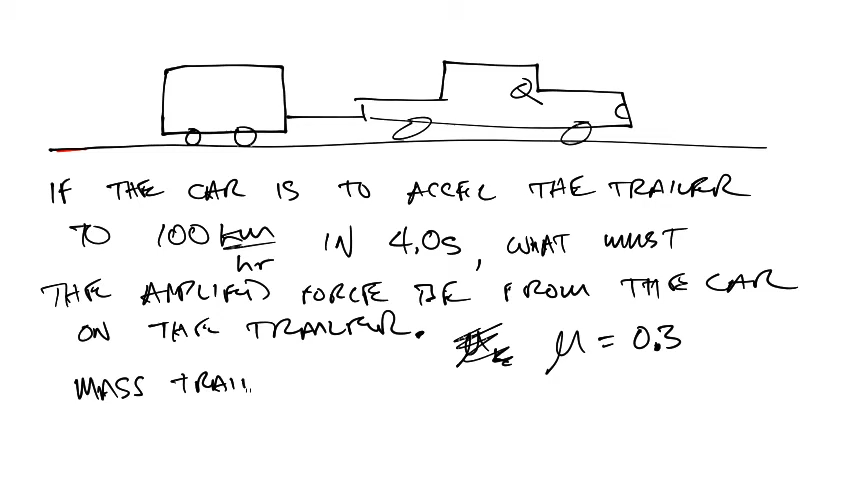 IF THE CAR IS TO ACCEL THE TRAILER
TO 100 km/hr IN 4.0s, WHAT MUST
THE APPLIED FORCE BE FROM THE CAR
ON THE TRAILER. μ = 0.3
MASS TRAIL